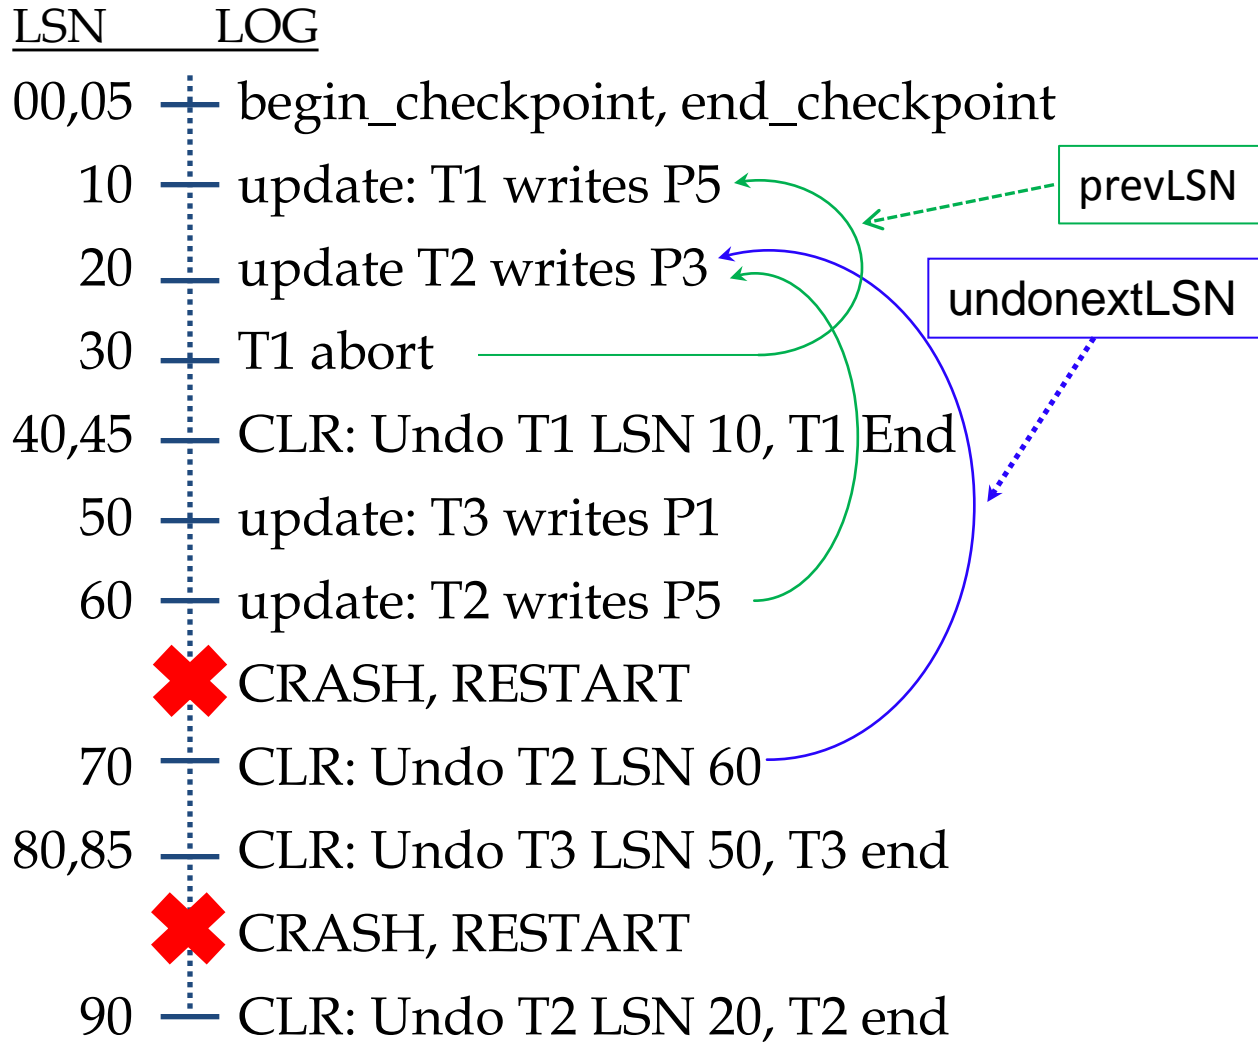 LSN LOG
00,05 begin_checkpoint, end_checkpoint
10 update: T1 writes P5
prevLSN
20 update T2 writes P3
undonextLSN
30 T1 abort
40,45 CLR: Undo T1 LSN 10, T1 End
50 update: T3 writes P1
60 update: T2 writes P5
CRASH, RESTART
70 CLR: Undo T2 LSN 60
80,85 CLR: Undo T3 LSN 50, T3 end
CRASH, RESTART
90 CLR: Undo T2 LSN 20, T2 end